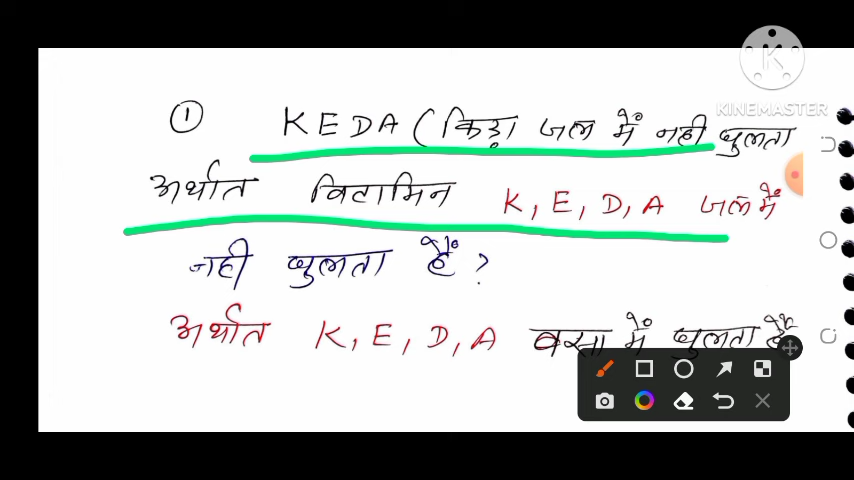 ① KEDA (किड़ा जल में नही घुलता
अर्थात विटामिन K, E, D, A जल में
नही घुलता हैं ?
अर्थात K, E, D, A वसा में घुलता हैं
KINEMASTER